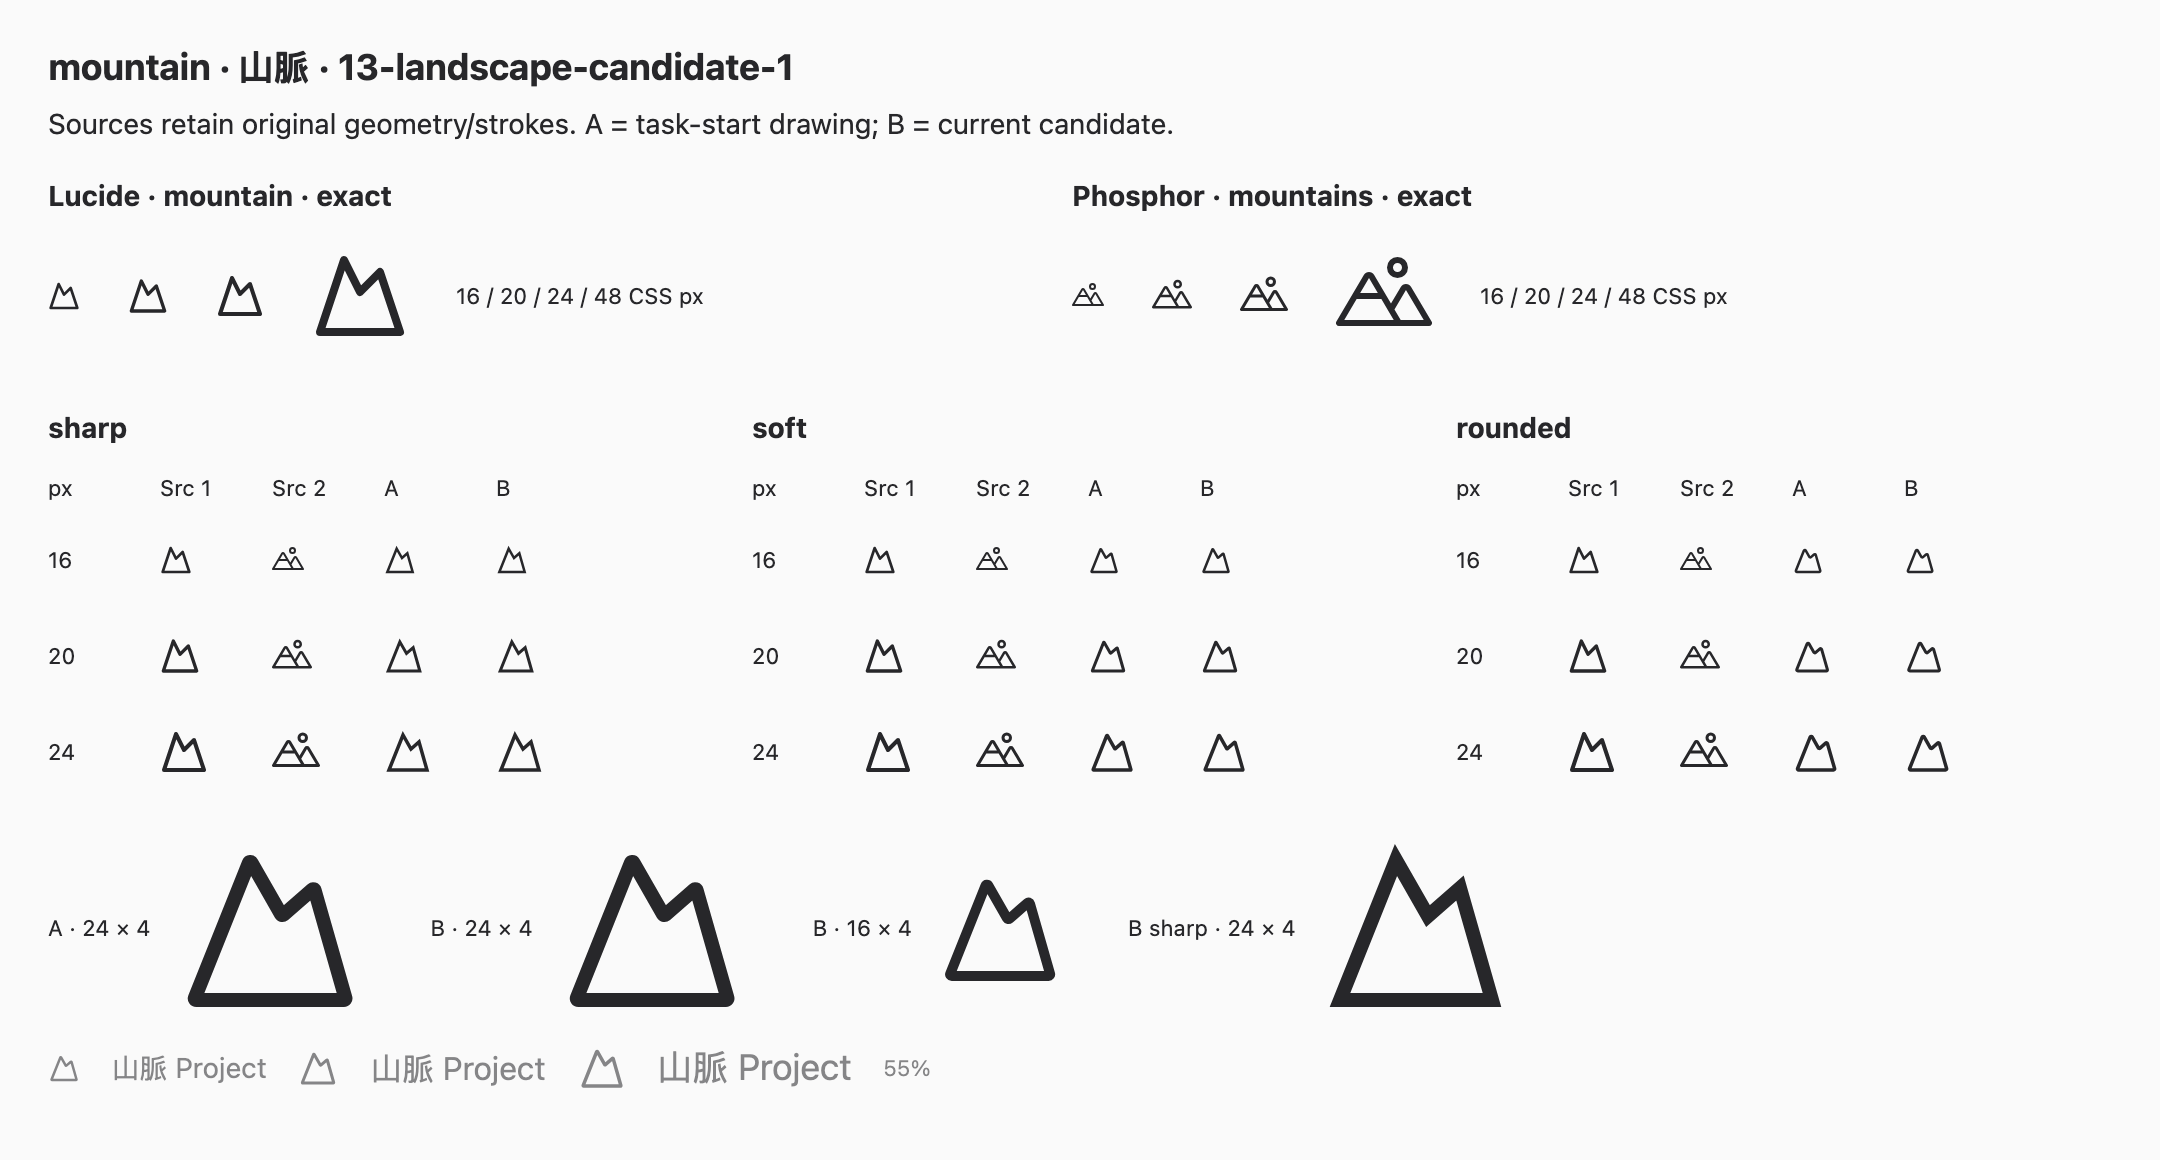 mountain · 山脈 · 13-landscape-candidate-1
Sources retain original geometry/strokes. A = task-start drawing; B = current candidate.
Lucide · mountain · exact
16 / 20 / 24 / 48 CSS px
Phosphor · mountains · exact
16 / 20 / 24 / 48 CSS px
sharp
px Src 1 Src 2 A B
16
20
24
soft
px Src 1 Src 2 A B
16
20
24
rounded
px Src 1 Src 2 A B
16
20
24
A · 24 × 4
B · 24 × 4
B · 16 × 4
B sharp · 24 × 4
山脈 Project 山脈 Project 山脈 Project 55%